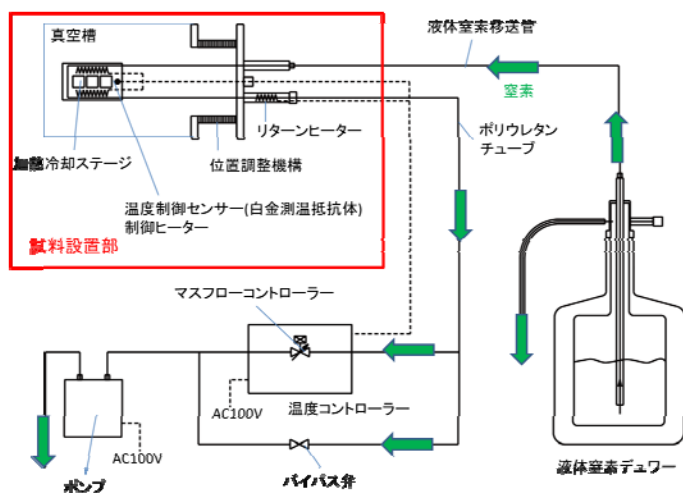 真空槽
液体窒素移送管
窒素
リターンヒーター
ポリウレタン
チューブ
加熱冷却ステージ
位置調整機構
温度制御センサー(白金測温抵抗体)
制御ヒーター
試料設置部
マスフローコントローラー
AC100V
温度コントローラー
AC100V
ポンプ
バイパス弁
液体窒素デュワー